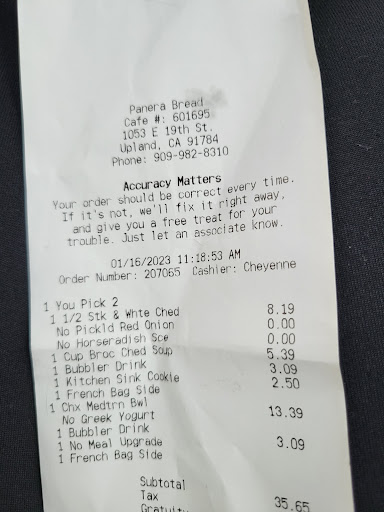 Panera Bread
Cafe #: 601695
1053 E 19th St.
Upland, CA 91784
Phone: 909-982-8310
Accuracy Matters
Your order should be correct every time.
If it's not, we'll fix it right away,
and give you a free treat for your
trouble. Just let an associate know.
01/16/2023 11:18:53 AM
Order Number: 207065 Cashier: Cheyenne
1 You Pick 2
1 1/2 Stk & Whte Ched 8.19
No Pickld Red Onion 0.00
No Horseradish Sce 0.00
1 Cup Broc Ched Soup 5.39
1 Bubbler Drink 3.09
1 Kitchen Sink Cookie 2.50
1 French Bag Side
1 Chx Medtrn Bwl 13.39
No Greek Yogurt
1 Bubbler Drink 3.09
1 No Meal Upgrade
1 French Bag Side
Subtotal 35.65
Tax
Gratuity